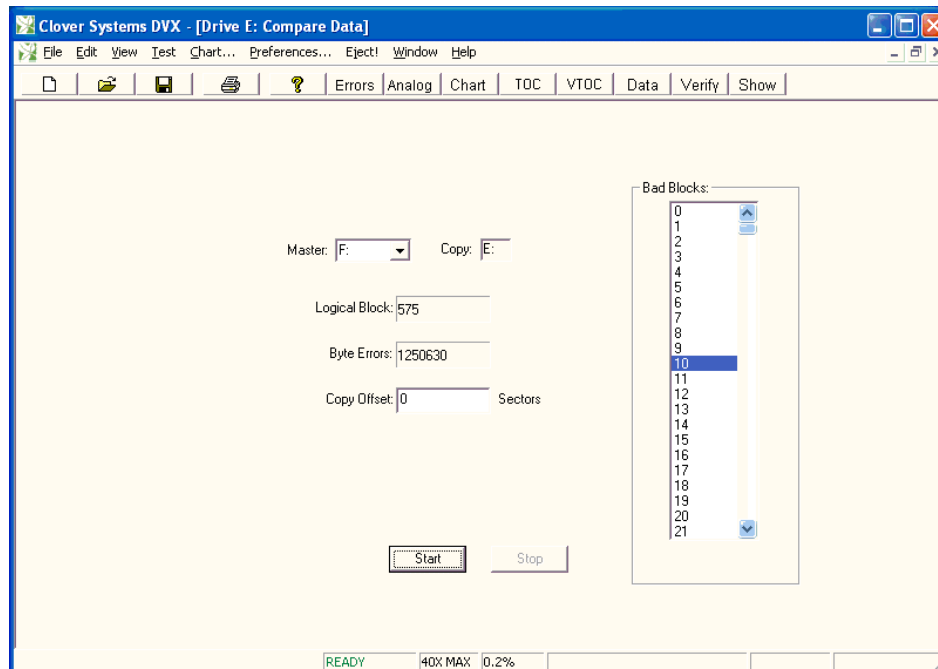 Clover Systems DVX - [Drive E: Compare Data]
File Edit View Test Chart... Preferences... Eject! Window Help
? Errors Analog Chart TOC VTOC Data Verify Show
Bad Blocks:
0
1
2
3
4
5
6
7
8
9
10
11
12
13
14
15
16
17
18
19
20
21
Master: F: Copy: E:
Logical Block: 575
Byte Errors: 1250630
Copy Offset: 0 Sectors
Start Stop
READY 40X MAX 0.2%